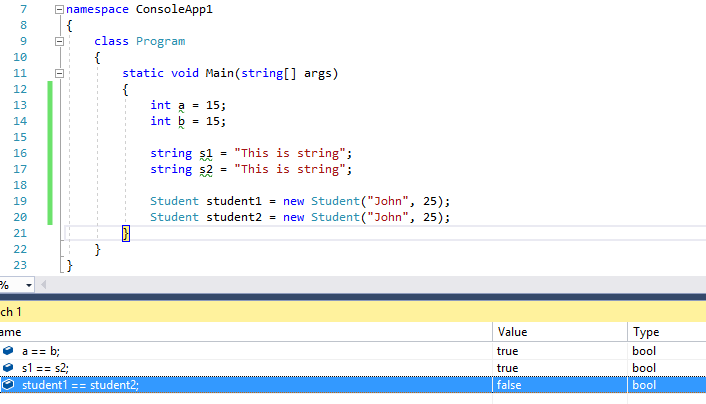 7 namespace ConsoleApp1
8 {
9 class Program
10 {
11 static void Main(string[] args)
12 {
13 int a = 15;
14 int b = 15;
15
16 string s1 = "This is string";
17 string s2 = "This is string";
18
19 Student student1 = new Student("John", 25);
20 Student student2 = new Student("John", 25);
21 }
22 }
23 }
%
ch 1
ame Value Type
a == b; true bool
s1 == s2; true bool
student1 == student2; false bool